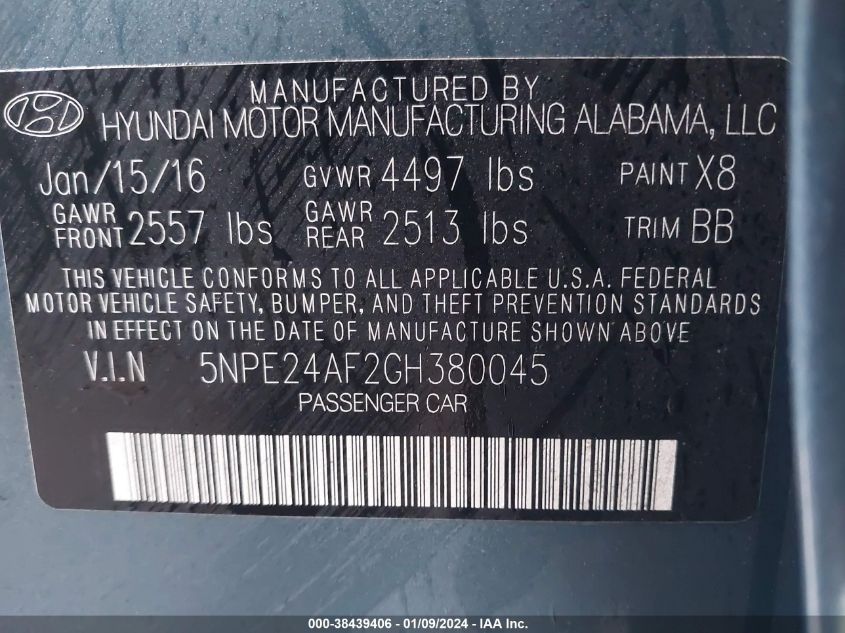 MANUFACTURED BY
HYUNDAI MOTOR MANUFACTURING ALABAMA, LLC
Jan/15/16 GVWR 4497 lbs PAINT X8
GAWR FRONT 2557 lbs GAWR REAR 2513 lbs TRIM BB
THIS VEHICLE CONFORMS TO ALL APPLICABLE U.S.A. FEDERAL
MOTOR VEHICLE SAFETY, BUMPER, AND THEFT PREVENTION STANDARDS
IN EFFECT ON THE DATE OF MANUFACTURE SHOWN ABOVE
V.I.N 5NPE24AF2GH380045
PASSENGER CAR
000-38439406 - 01/09/2024 - IAA Inc.